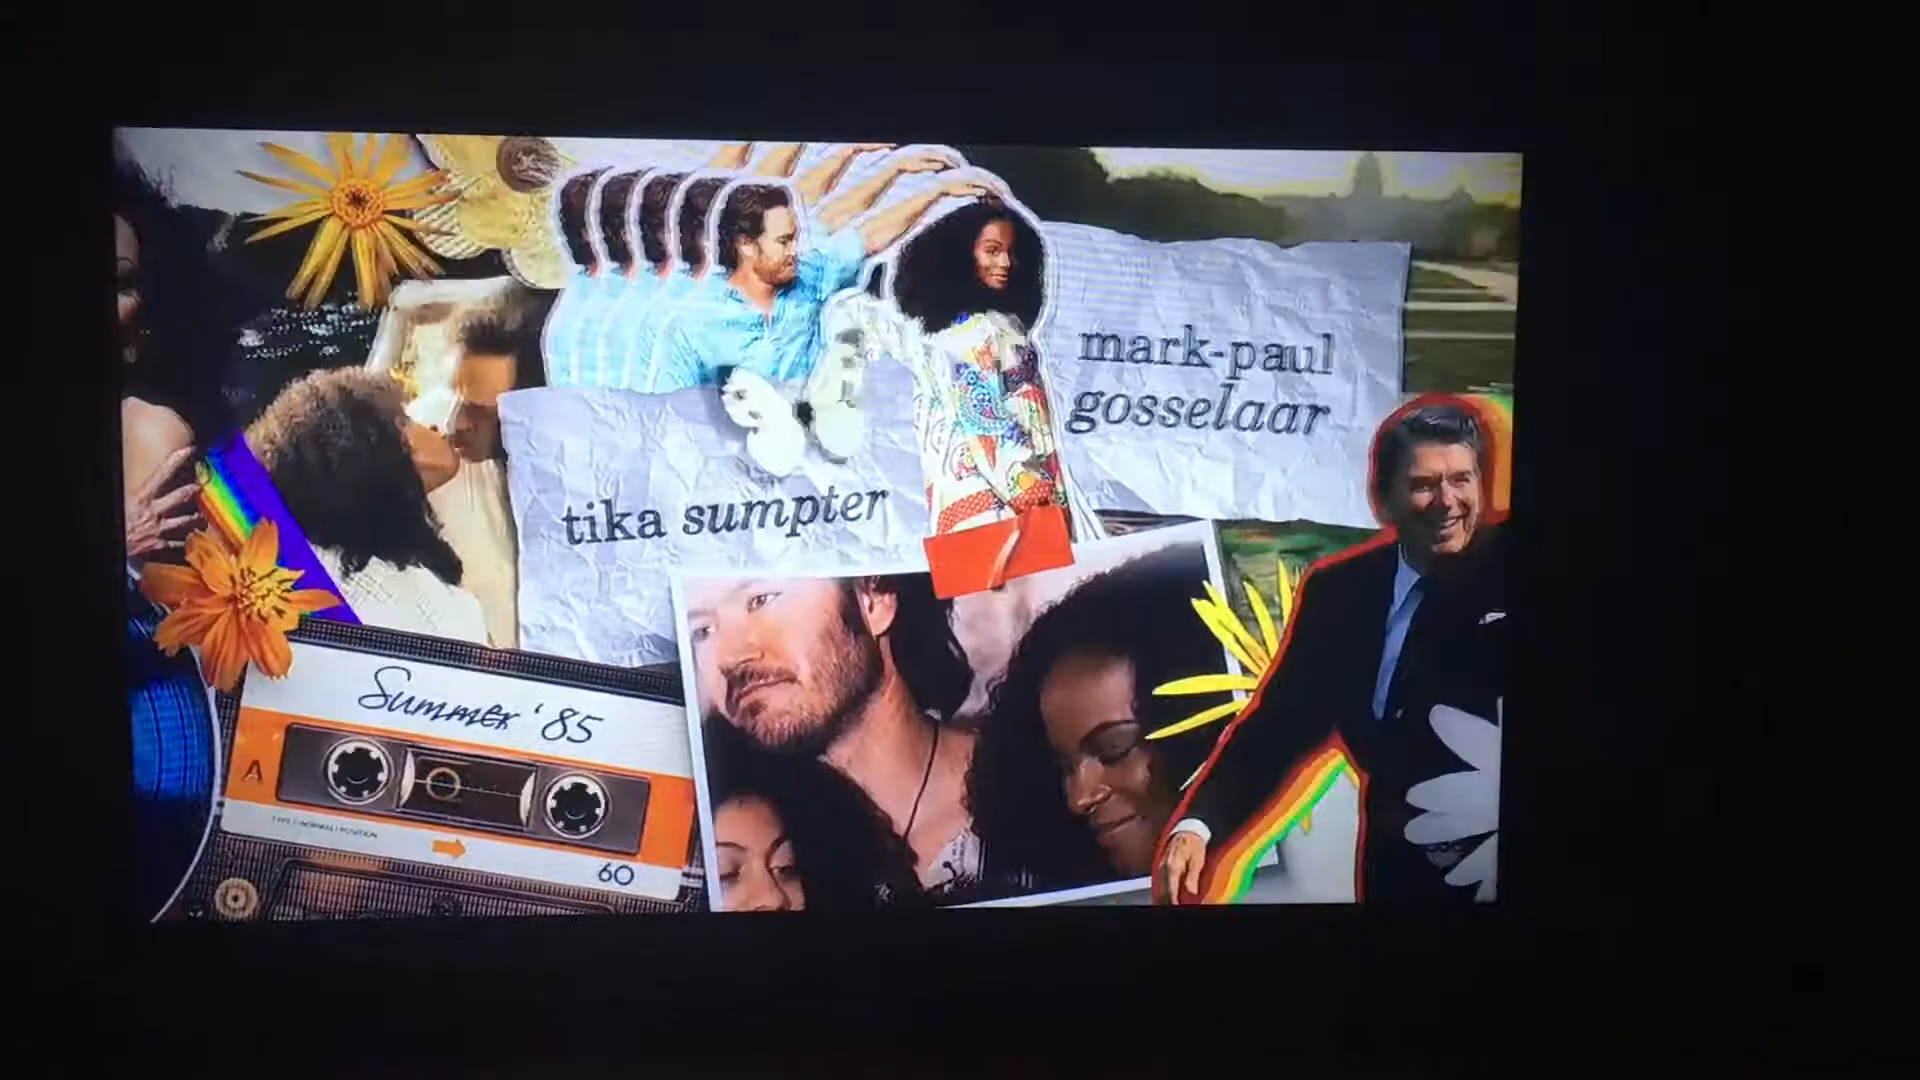 mark-paul
gosselaar
tika sumpter
Summer '85
A
60